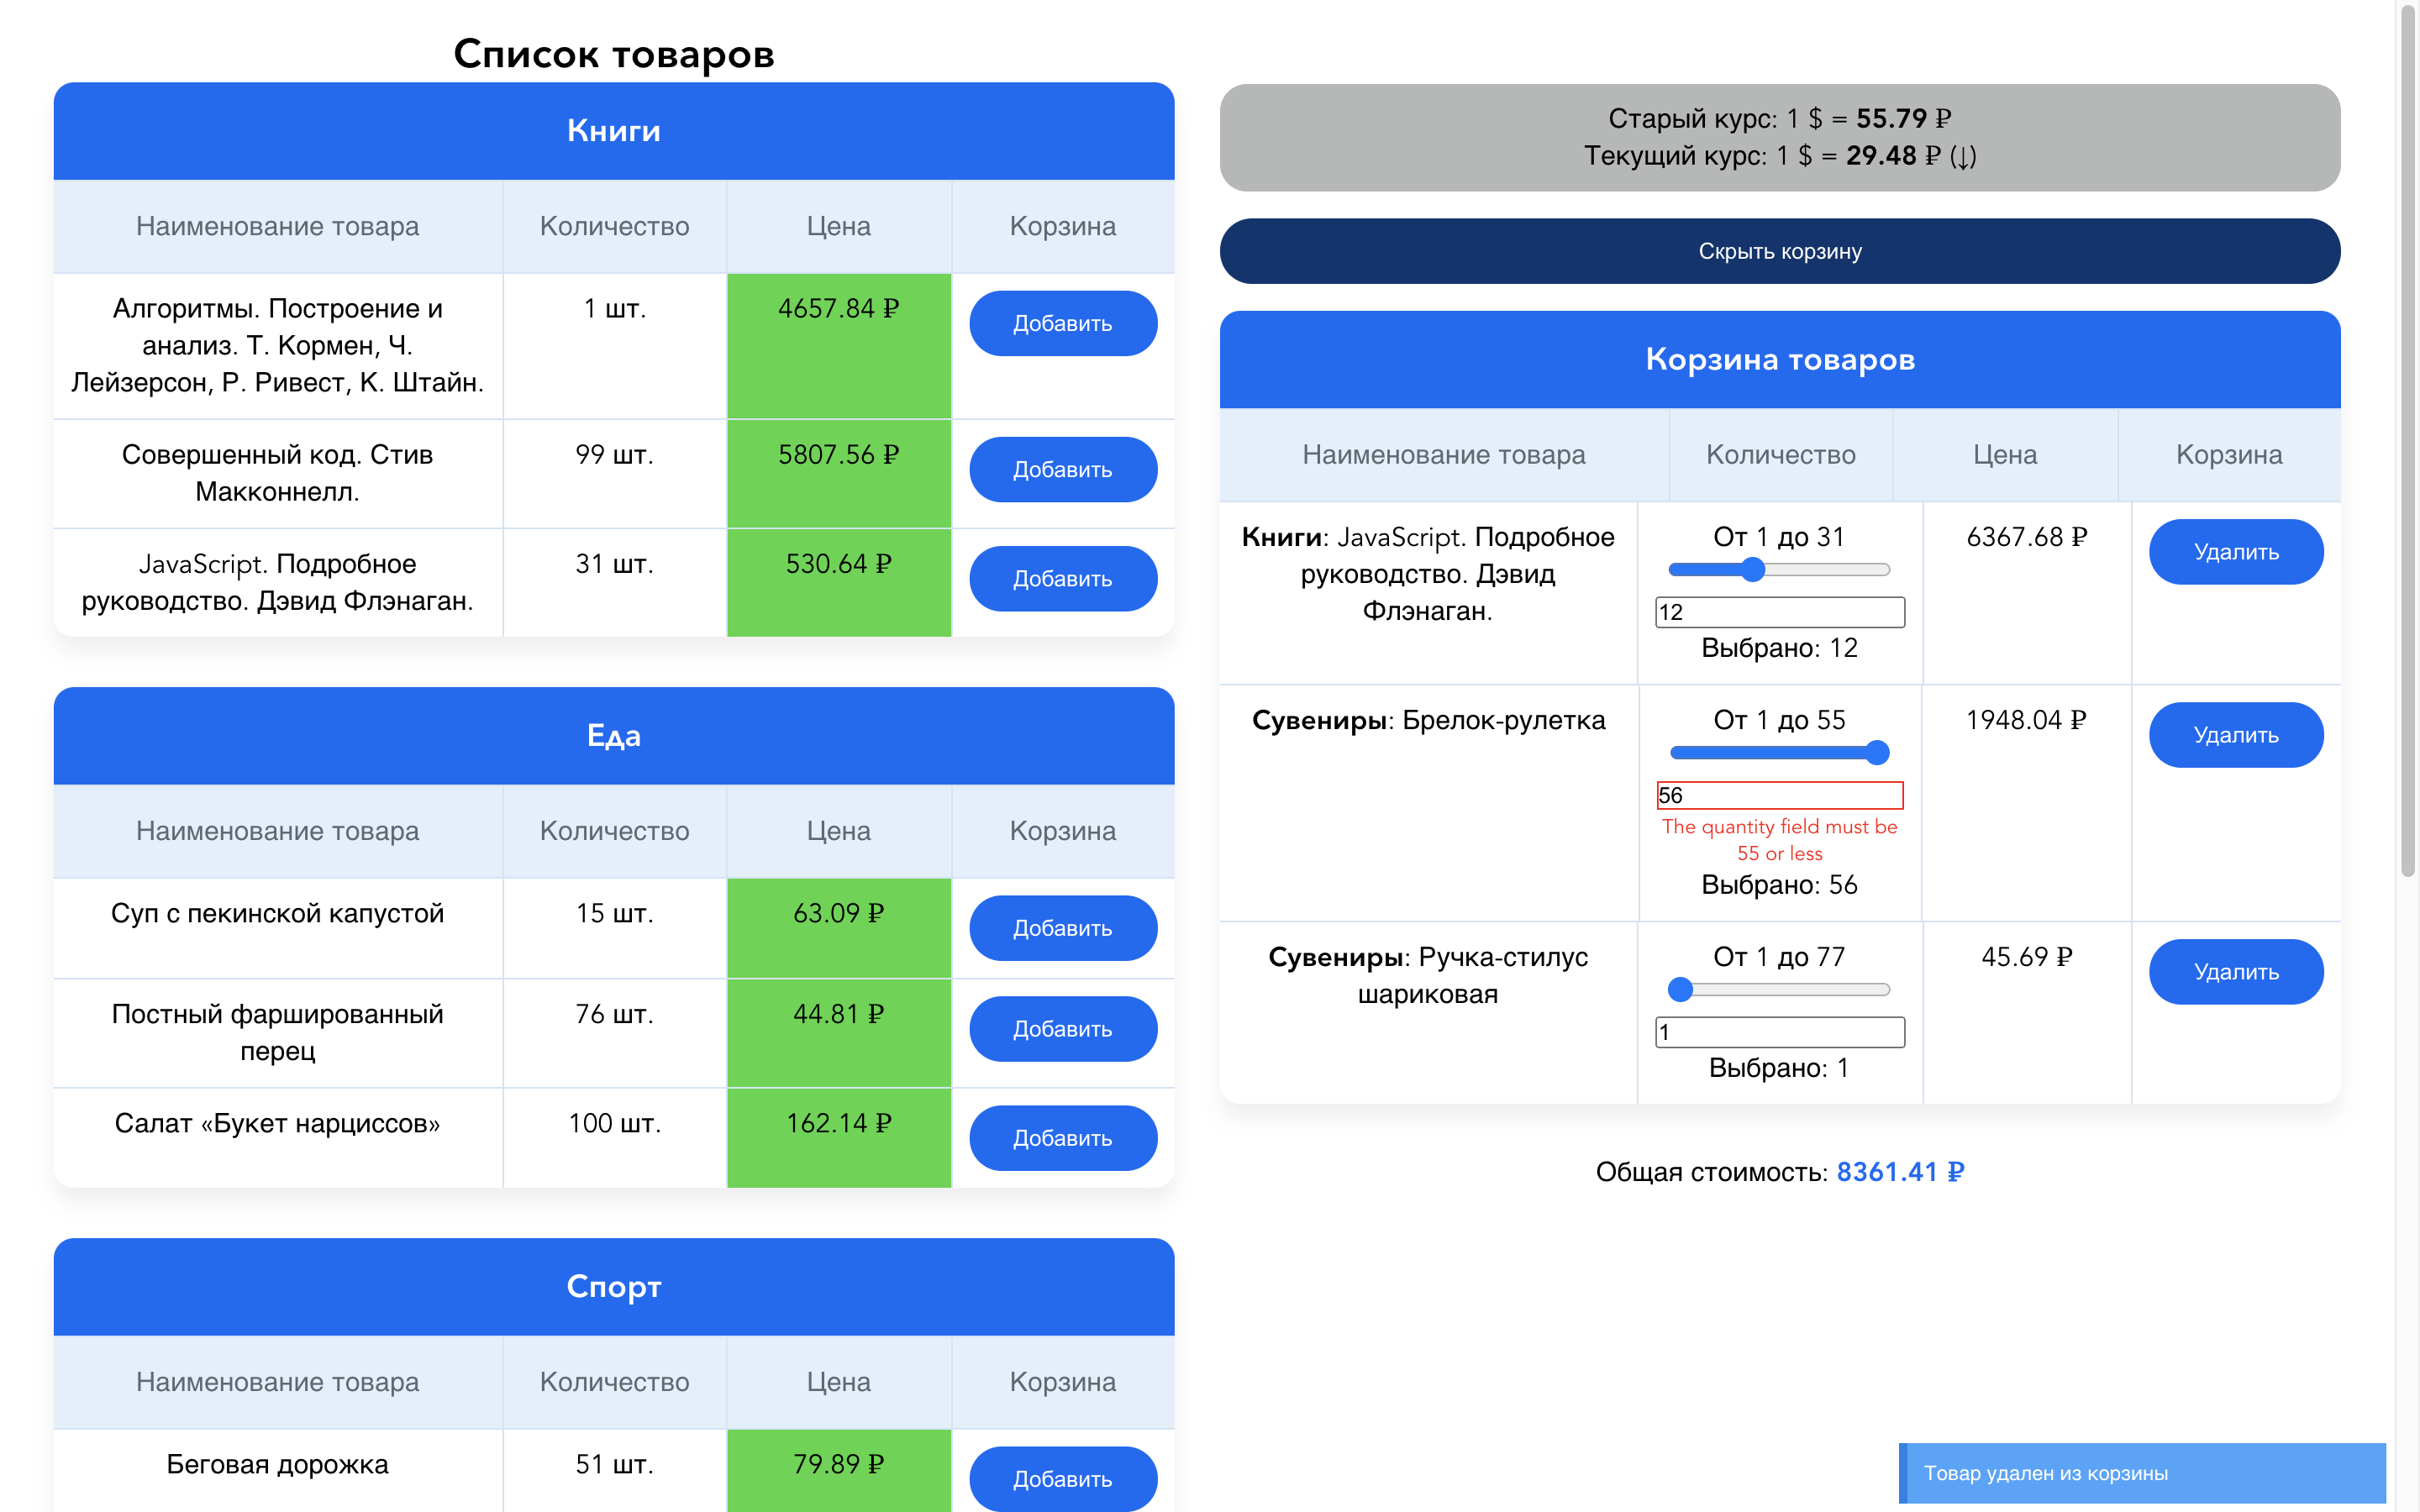 Список товаров
Книги
Наименование товара Количество Цена Корзина
Алгоритмы. Построение и
анализ. Т. Кормен, Ч.
Лейзерсон, Р. Ривест, К. Штайн.
1 шт.
4657.84 ₽
Добавить
Совершенный код. Стив
Макконнелл.
99 шт.
5807.56 ₽
Добавить
JavaScript. Подробное
руководство. Дэвид Флэнаган.
31 шт.
530.64 ₽
Добавить
Еда
Наименование товара Количество Цена Корзина
Суп с пекинской капустой
15 шт.
63.09 ₽
Добавить
Постный фаршированный
перец
76 шт.
44.81 ₽
Добавить
Салат «Букет нарциссов»
100 шт.
162.14 ₽
Добавить
Спорт
Наименование товара Количество Цена Корзина
Беговая дорожка
51 шт.
79.89 ₽
Добавить
Старый курс: 1 $ = 55.79 ₽
Текущий курс: 1 $ = 29.48 ₽ (↓)
Скрыть корзину
Корзина товаров
Наименование товара Количество Цена Корзина
Книги: JavaScript. Подробное
руководство. Дэвид
Флэнаган.
От 1 до 31
12
Выбрано: 12
6367.68 ₽
Удалить
Сувениры: Брелок-рулетка
От 1 до 55
56
The quantity field must be
55 or less
Выбрано: 56
1948.04 ₽
Удалить
Сувениры: Ручка-стилус
шариковая
От 1 до 77
1
Выбрано: 1
45.69 ₽
Удалить
Общая стоимость: 8361.41 ₽
Товар удален из корзины